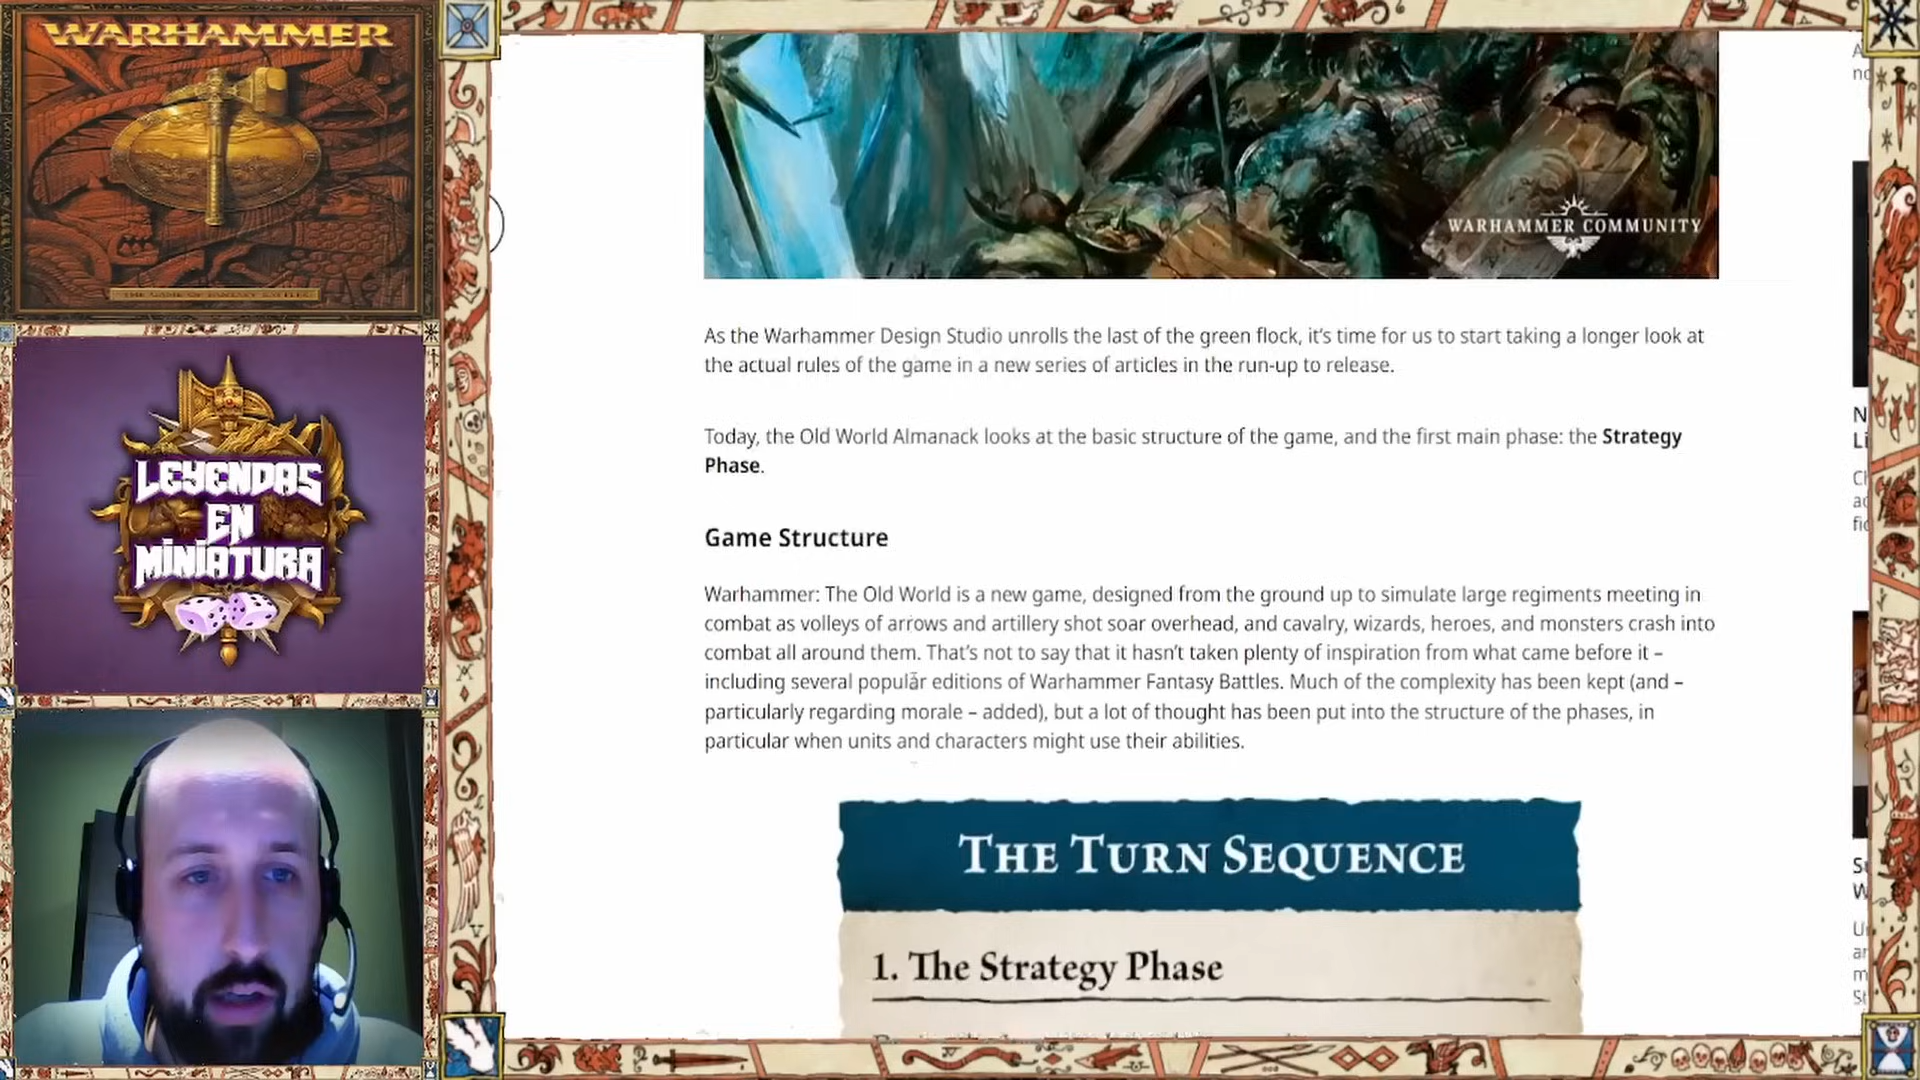 WARHAMMER
THE GAME OF FANTASY BATTLES
LEYENDAS
EN
MINIATURA
WARHAMMER COMMUNITY
As the Warhammer Design Studio unrolls the last of the green flock, it’s time for us to start taking a longer look at
the actual rules of the game in a new series of articles in the run-up to release.
Today, the Old World Almanack looks at the basic structure of the game, and the first main phase: the Strategy
Phase.
Game Structure
Warhammer: The Old World is a new game, designed from the ground up to simulate large regiments meeting in
combat as volleys of arrows and artillery shot soar overhead, and cavalry, wizards, heroes, and monsters crash into
combat all around them. That’s not to say that it hasn’t taken plenty of inspiration from what came before it –
including several popular editions of Warhammer Fantasy Battles. Much of the complexity has been kept (and –
particularly regarding morale – added), but a lot of thought has been put into the structure of the phases, in
particular when units and characters might use their abilities.
THE TURN SEQUENCE
1. The Strategy Phase